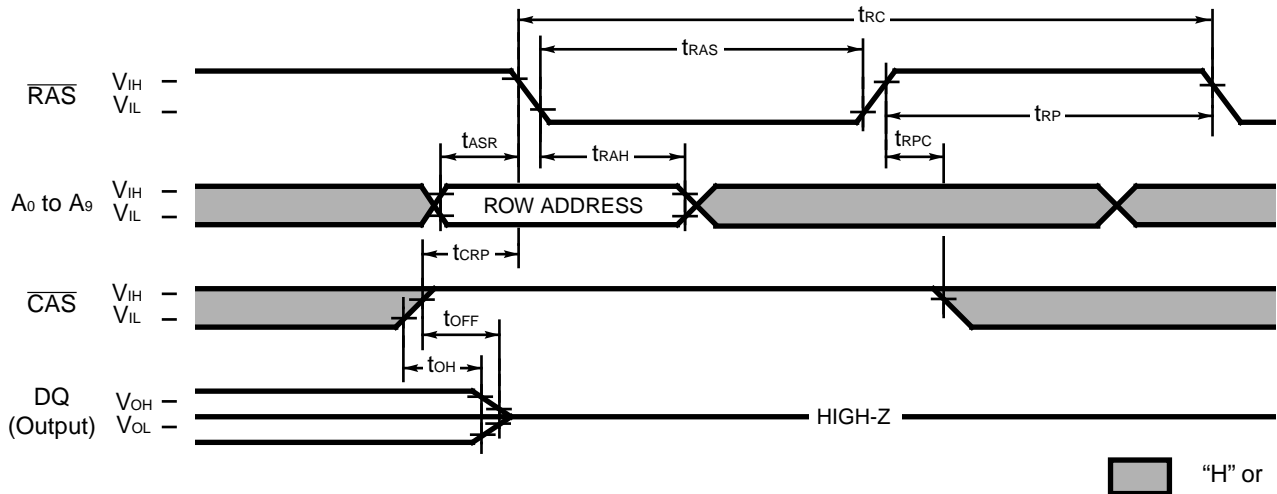 tRC
tRAS
RAS
VIH
VIL
tRP
tASR
tRAH
tRPC
A0 to A9
VIH
VIL
ROW ADDRESS
tCRP
CAS
VIH
VIL
tOFF
tOH
DQ
(Output)
VOH
VOL
HIGH-Z
“H” or